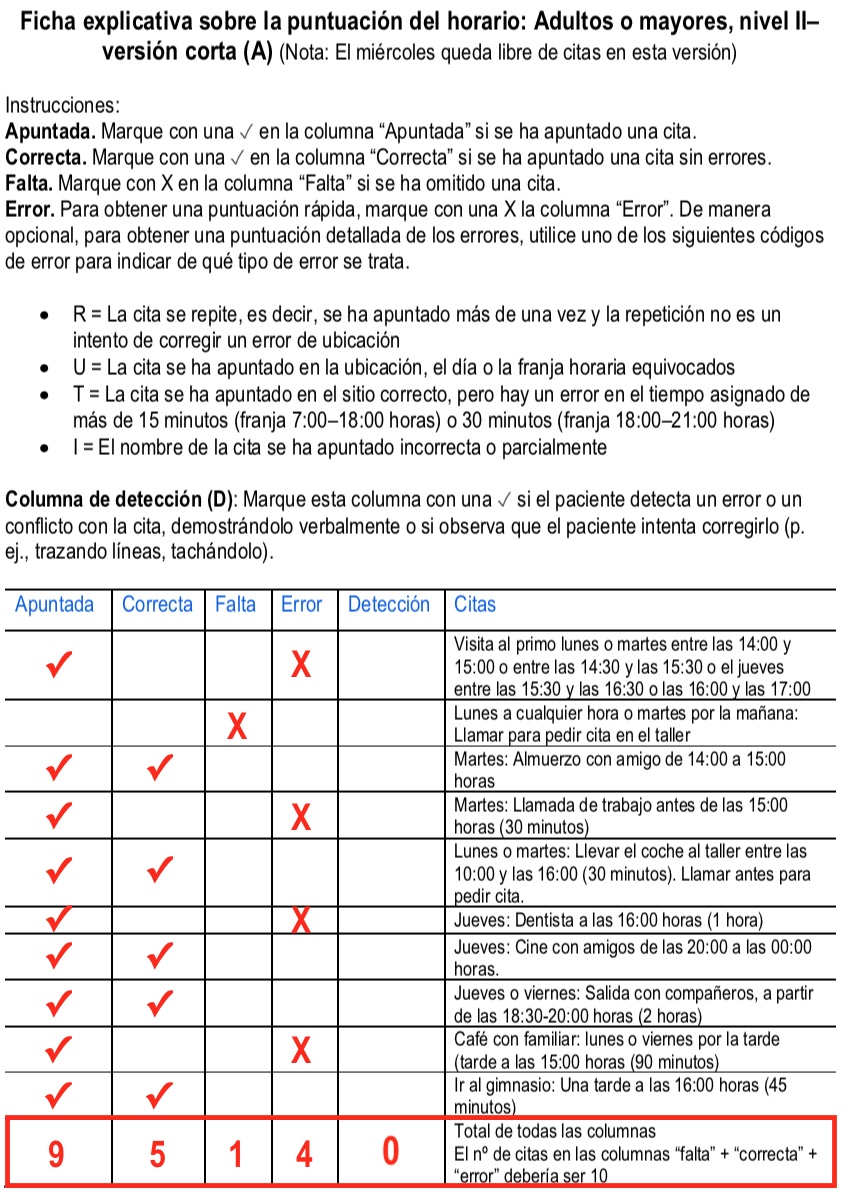 Ficha explicativa sobre la puntuación del horario: Adultos o mayores, nivel II–
versión corta (A) (Nota: El miércoles queda libre de citas en esta versión)
Instrucciones:
Apuntada. Marque con una ✓ en la columna “Apuntada” si se ha apuntado una cita.
Correcta. Marque con una ✓ en la columna “Correcta” si se ha apuntado una cita sin errores.
Falta. Marque con X en la columna “Falta” si se ha omitido una cita.
Error. Para obtener una puntuación rápida, marque con una X la columna “Error”. De manera
opcional, para obtener una puntuación detallada de los errores, utilice uno de los siguientes códigos
de error para indicar de qué tipo de error se trata.
• R = La cita se repite, es decir, se ha apuntado más de una vez y la repetición no es un
intento de corregir un error de ubicación
• U = La cita se ha apuntado en la ubicación, el día o la franja horaria equivocados
• T = La cita se ha apuntado en el sitio correcto, pero hay un error en el tiempo asignado de
más de 15 minutos (franja 7:00–18:00 horas) o 30 minutos (franja 18:00–21:00 horas)
• I = El nombre de la cita se ha apuntado incorrecta o parcialmente
Columna de detección (D): Marque esta columna con una ✓ si el paciente detecta un error o un
conflicto con la cita, demostrándolo verbalmente o si observa que el paciente intenta corregirlo (p.
ej., trazando líneas, tachándolo).
Apuntada Correcta Falta Error Detección Citas
Visita al primo lunes o martes entre las 14:00 y
✓ X 15:00 o entre las 14:30 y las 15:30 o el jueves
entre las 15:30 y las 16:30 o las 16:00 y las 17:00
Lunes a cualquier hora o martes por la mañana:
X Llamar para pedir cita en el taller
✓ ✓ Martes: Almuerzo con amigo de 14:00 a 15:00
horas
✓ X Martes: Llamada de trabajo antes de las 15:00
horas (30 minutos)
Lunes o martes: Llevar el coche al taller entre las
✓ ✓ 10:00 y las 16:00 (30 minutos). Llamar antes para
pedir cita.
✓ X Jueves: Dentista a las 16:00 horas (1 hora)
✓ ✓ Jueves: Cine con amigos de las 20:00 a las 00:00
horas.
✓ ✓ Jueves o viernes: Salida con compañeros, a partir
de las 18:30-20:00 horas (2 horas)
✓ X Café con familiar: lunes o viernes por la tarde
(tarde a las 15:00 horas (90 minutos)
✓ ✓ Ir al gimnasio: Una tarde a las 16:00 horas (45
minutos)
Total de todas las columnas
9 5 1 4 0 El nº de citas en las columnas “falta” + “correcta” +
“error” debería ser 10